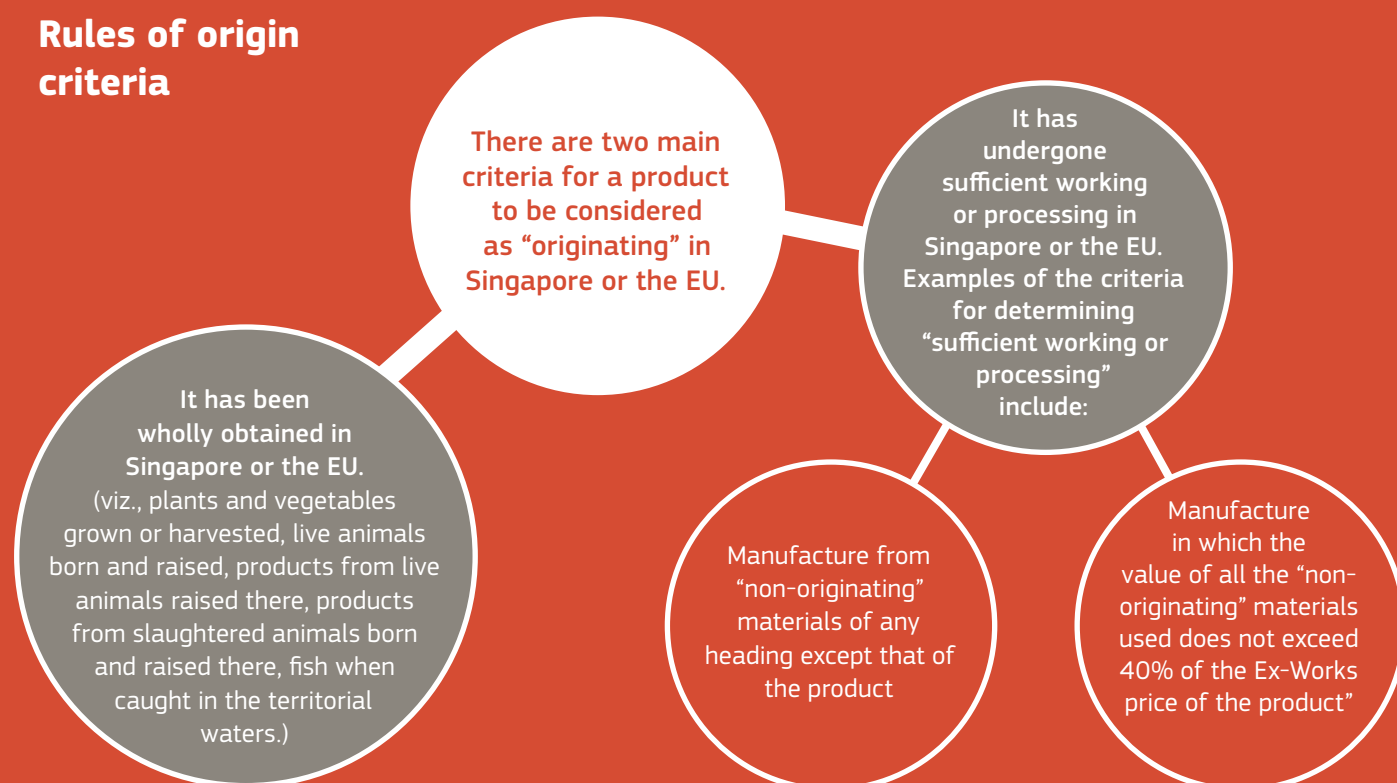 Rules of origin
criteria
There are two main
criteria for a product
to be considered
as “originating” in
Singapore or the EU.
It has been
wholly obtained in
Singapore or the EU.
(viz., plants and vegetables
grown or harvested, live animals
born and raised, products from live
animals raised there, products
from slaughtered animals born
and raised there, fish when
caught in the territorial
waters.)
It has
undergone
sufficient working
or processing in
Singapore or the EU.
Examples of the criteria
for determining
“sufficient working or
processing”
include:
Manufacture from
“non-originating”
materials of any
heading except that of
the product
Manufacture
in which the
value of all the “non-
originating” materials
used does not exceed
40% of the Ex-Works
price of the product”